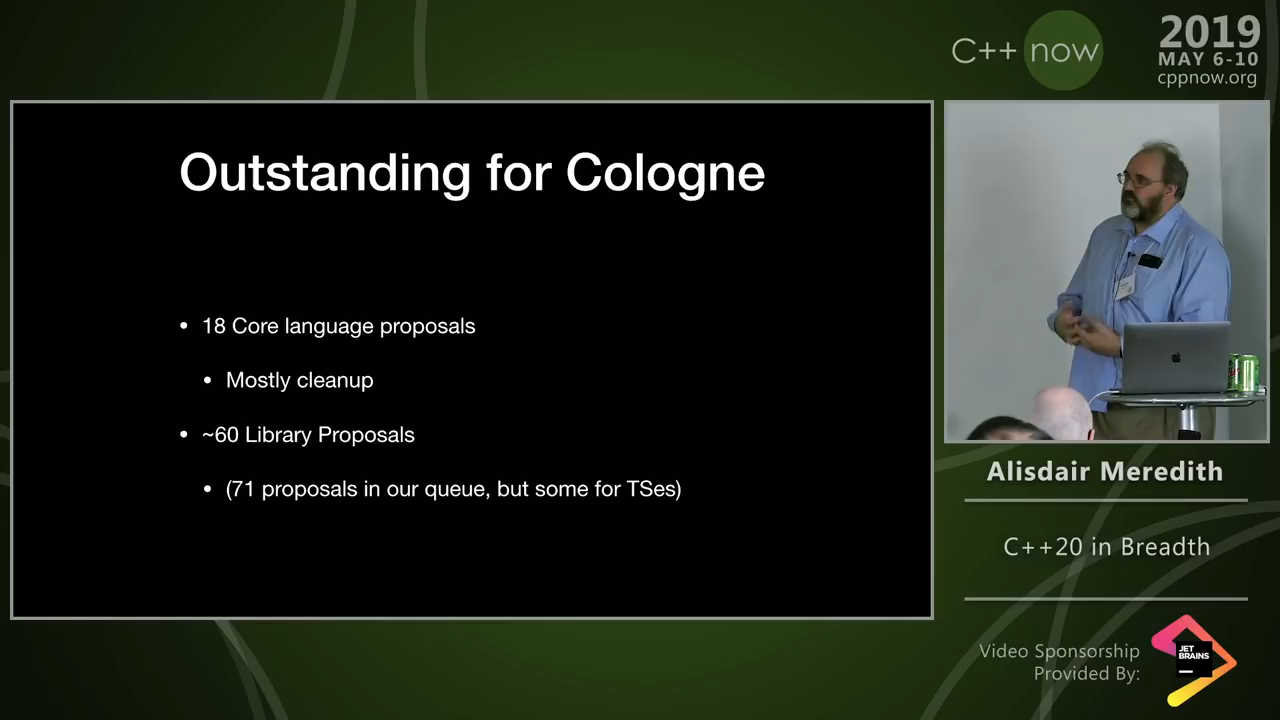 C++ now
2019
MAY 6-10
cppnow.org
Outstanding for Cologne
• 18 Core language proposals
• Mostly cleanup
• ~60 Library Proposals
• (71 proposals in our queue, but some for TSes)
Alisdair Meredith
C++20 in Breadth
Video Sponsorship
Provided By:
JET
BRAINS